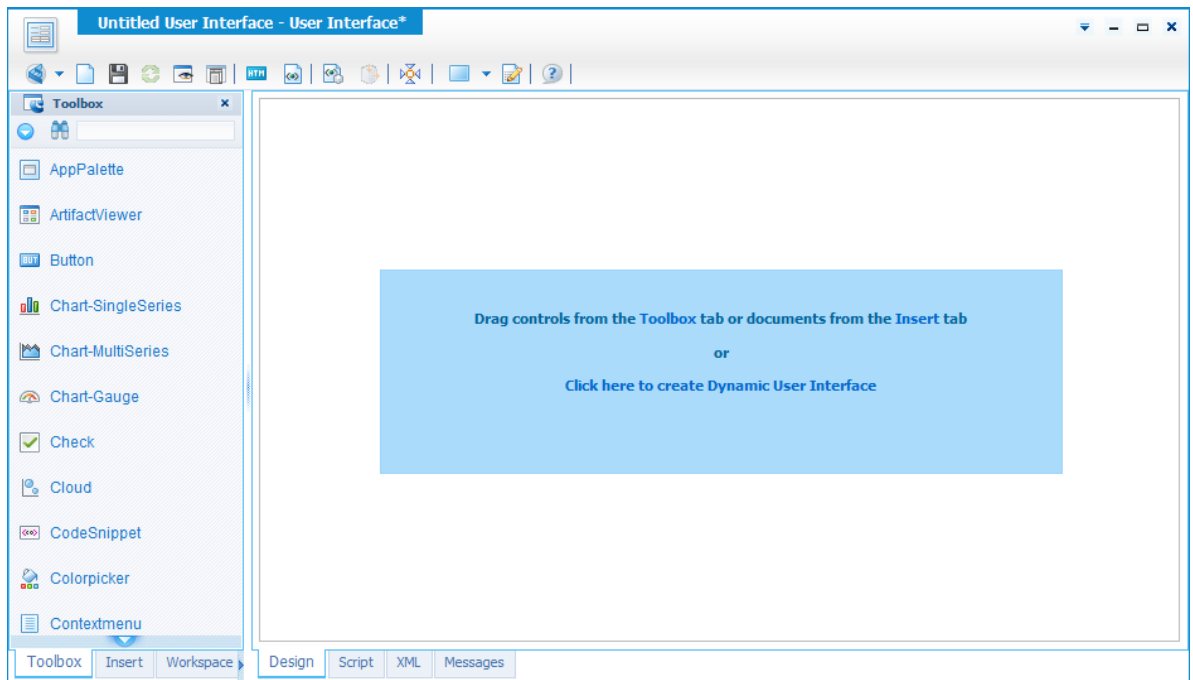 Untitled User Interface - User Interface*
HTM
Toolbox
AppPalette
ArtifactViewer
BUT Button
Chart-SingleSeries
Chart-MultiSeries
Chart-Gauge
Check
Cloud
CodeSnippet
Colorpicker
Contextmenu
Drag controls from the Toolbox tab or documents from the Insert tab
or
Click here to create Dynamic User Interface
Toolbox Insert Workspace
Design Script XML Messages